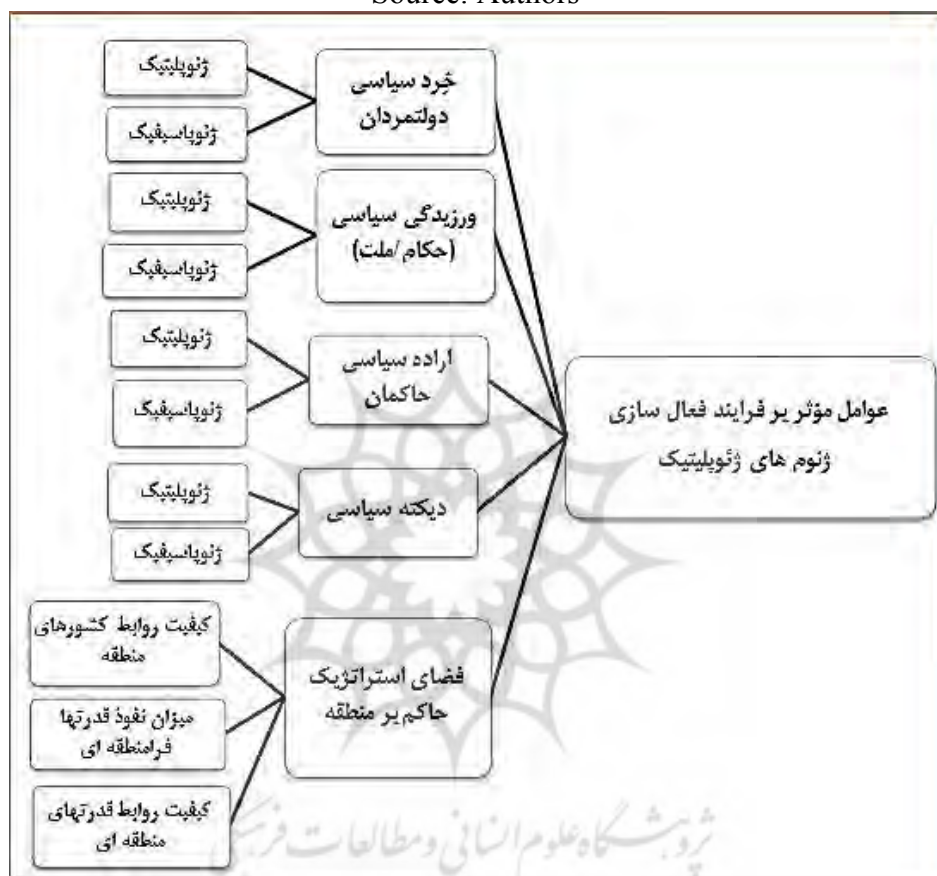 Source: Authors
عوامل مؤثر بر فرایند فعال سازی
ژنوم های ژئوپلیتیک
خِرد سیاسی
دولتمردان
ژئوپلیتیک
ژئوپاسیفیک
ورزیدگی سیاسی
(حکام/ملت)
ژئوپلیتیک
ژئوپاسیفیک
اراده سیاسی
حاکمان
ژئوپلیتیک
ژئوپاسیفیک
دیکته سیاسی
ژئوپلیتیک
ژئوپاسیفیک
فضای استراتژیک
حاکم بر منطقه
کیفیت روابط کشورهای
منطقه
میزان نفوذ قدرتها
فرامنطقه ای
کیفیت روابط قدرتهای
منطقه ای
پژوهشگاه علوم انسانی و مطالعات فرهنگی